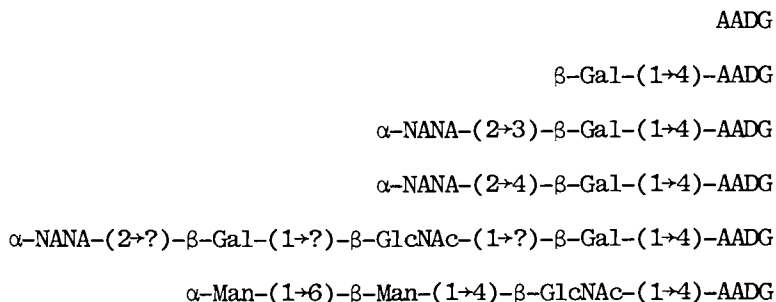 AADG
β-Gal-(1→4)-AADG
α-NANA-(2→3)-β-Gal-(1→4)-AADG
α-NANA-(2→4)-β-Gal-(1→4)-AADG
α-NANA-(2→?)-β-Gal-(1→?)-β-GlcNAc-(1→?)-β-Gal-(1→4)-AADG
α-Man-(1→6)-β-Man-(1→4)-β-GlcNAc-(1→4)-AADG